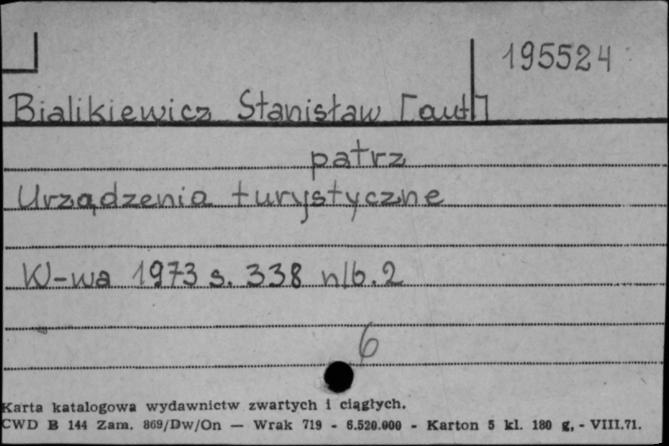 195524
Bialikiewicz Stanisław [aut]
patrz
Urządzenia turystyczne
W-wa 1973 s. 338 nlb. 2
6
Karta katalogowa wydawnictw zwartych i ciągłych.
CWD B 144 Zam. 869/Dw/On — Wrak 719 - 6.520.000 - Karton 5 kl. 180 g. - VIII.71.